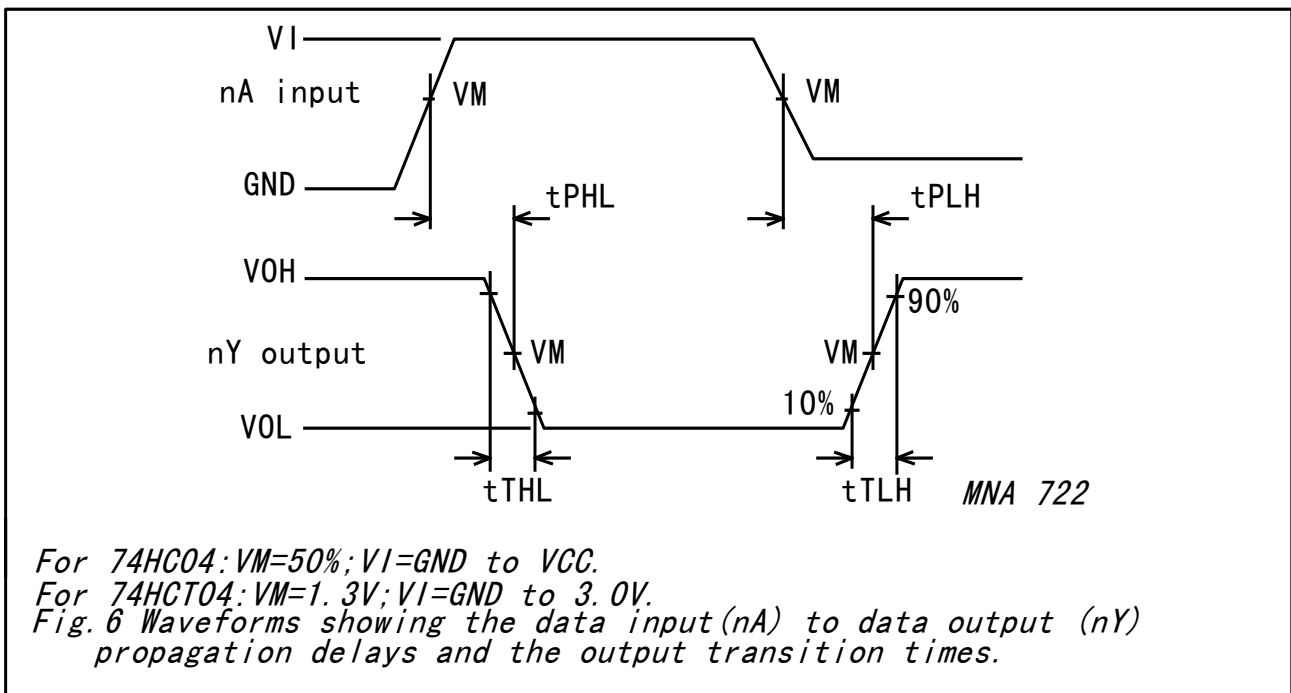 VI
nA input
VM
VM
GND
tPHL
tPLH
VOH
90%
nY output
VM
VM
10%
VOL
tTHL
tTLH
MNA 722
For 74HC04:VM=50%;VI=GND to VCC.
For 74HCT04:VM=1.3V;VI=GND to 3.0V.
Fig.6 Waveforms showing the data input(nA) to data output (nY)
propagation delays and the output transition times.